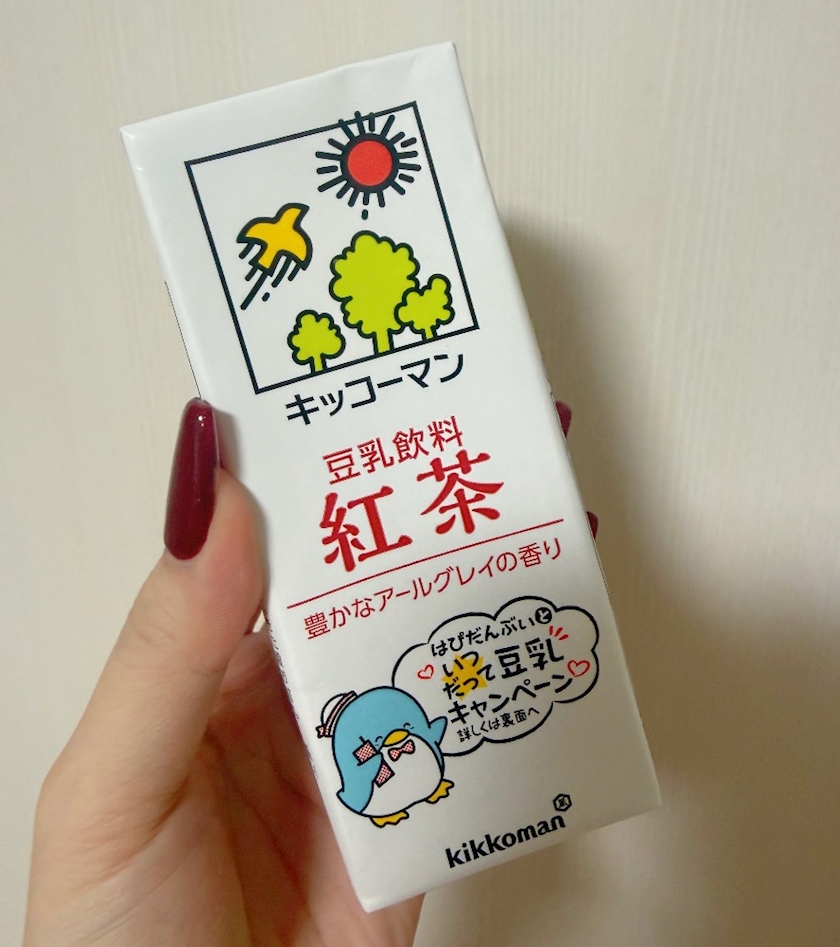 キッコーマン
豆乳飲料
紅茶
豊かなアールグレイの香り
はぴだんぶいと
いつ
だって豆乳
キャンペーン
詳しくは裏面へ
kikkoman